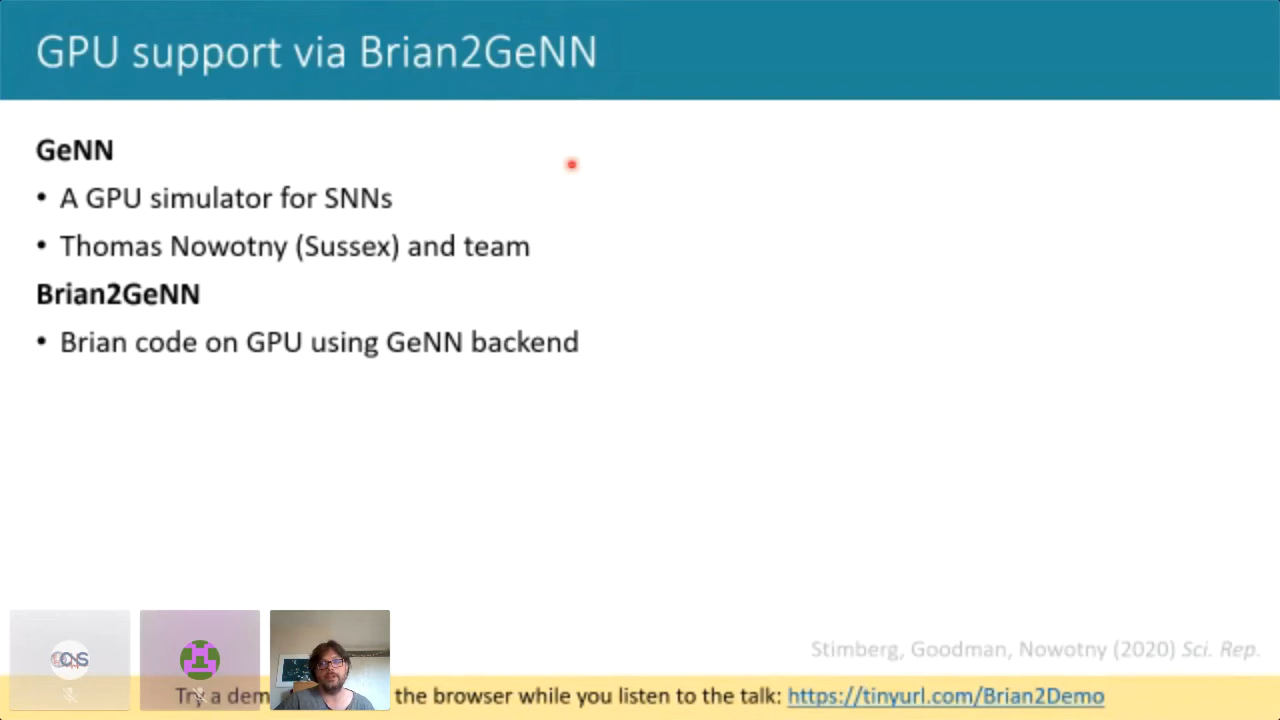 GPU support via Brian2GeNN
GeNN
• A GPU simulator for SNNs
• Thomas Nowotny (Sussex) and team
Brian2GeNN
• Brian code on GPU using GeNN backend
Stimberg, Goodman, Nowotny (2020) Sci. Rep.
Try a dem the browser while you listen to the talk: https://tinyurl.com/Brian2Demo